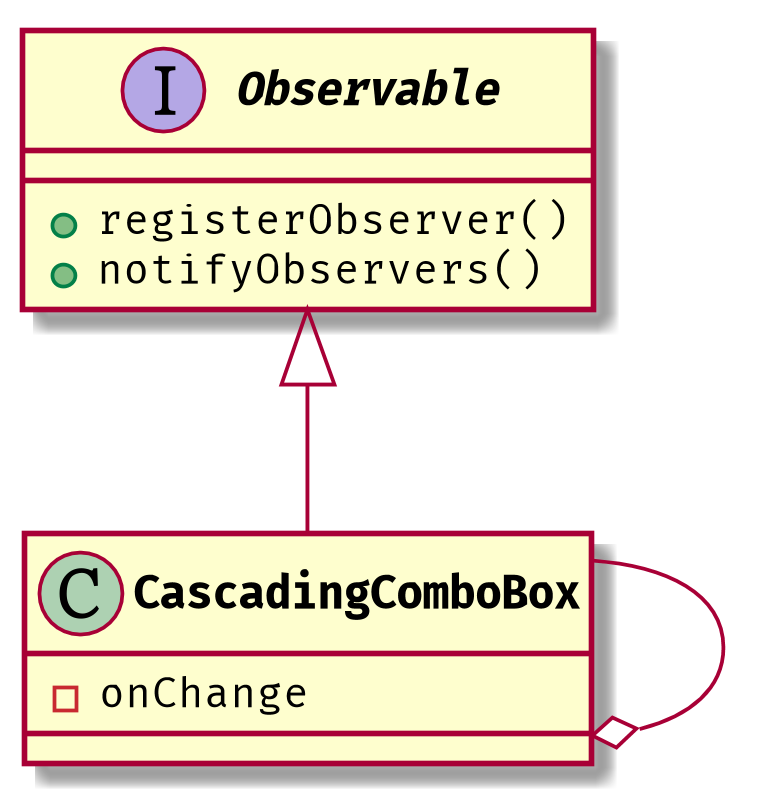 I Observable
registerObserver()
notifyObservers()
C CascadingComboBox
onChange